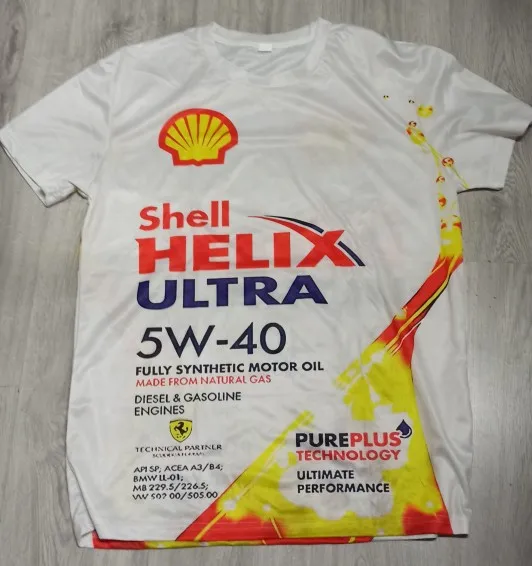 Shell
HELIX
ULTRA
5W-40
FULLY SYNTHETIC MOTOR OIL
MADE FROM NATURAL GAS
DIESEL & GASOLINE
ENGINES
TECHNICAL PARTNER
PUREPLUS
TECHNOLOGY
ULTIMATE
PERFORMANCE
API SP, ACEA A3/B4;
BMW LL-01;
MB 229.5/226.5;
VW 502 00/505.00